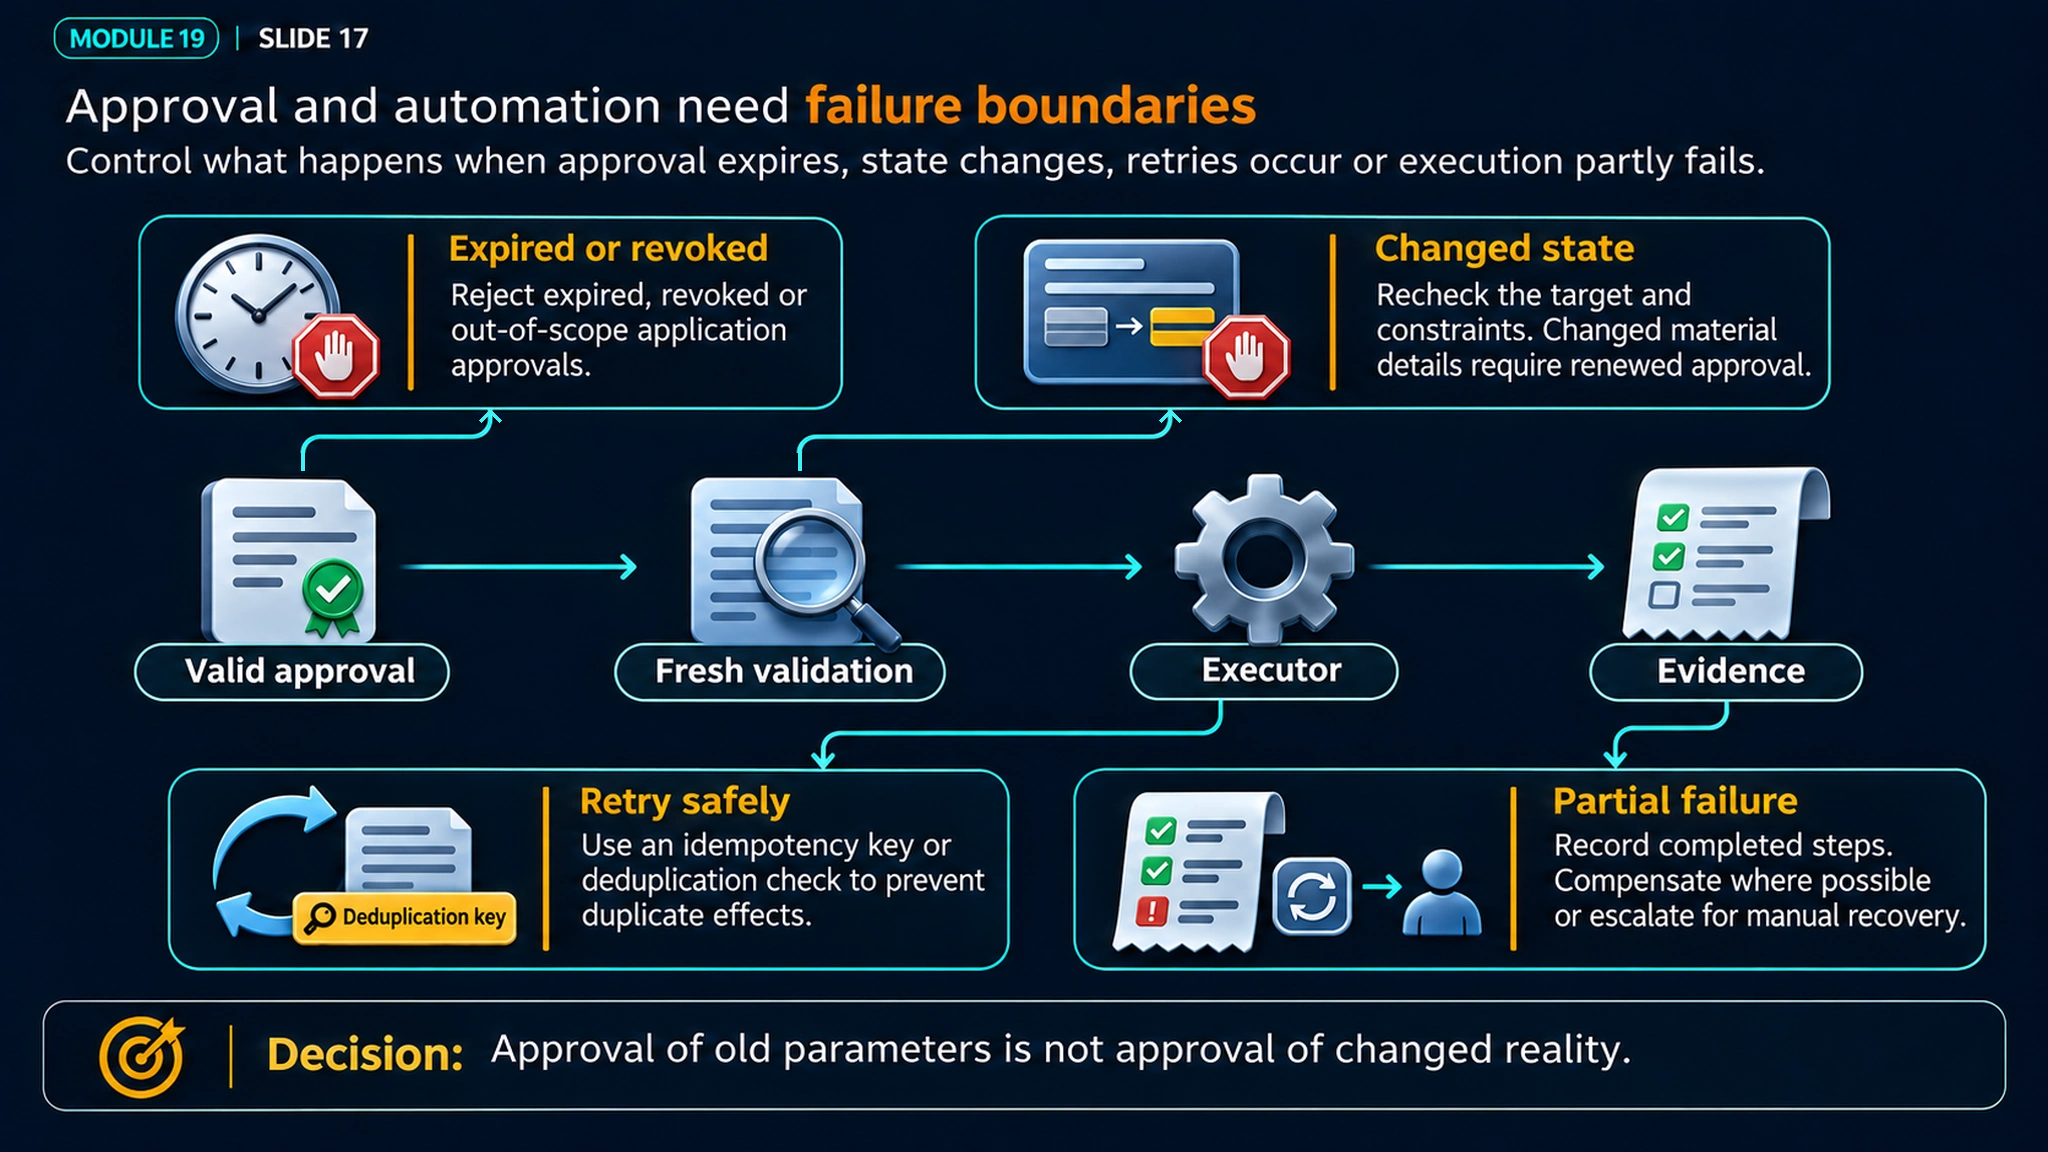 MODULE 19 | SLIDE 17
Approval and automation need failure boundaries
Control what happens when approval expires, state changes, retries occur or execution partly fails.
Expired or revoked
Reject expired, revoked or
out-of-scope application
approvals.
Changed state
Recheck the target and
constraints. Changed material
details require renewed approval.
Valid approval
Fresh validation
Executor
Evidence
Retry safely
Use an idempotency key or
deduplication check to prevent
duplicate effects.
Deduplication key
Partial failure
Record completed steps.
Compensate where possible
or escalate for manual recovery.
Decision: Approval of old parameters is not approval of changed reality.